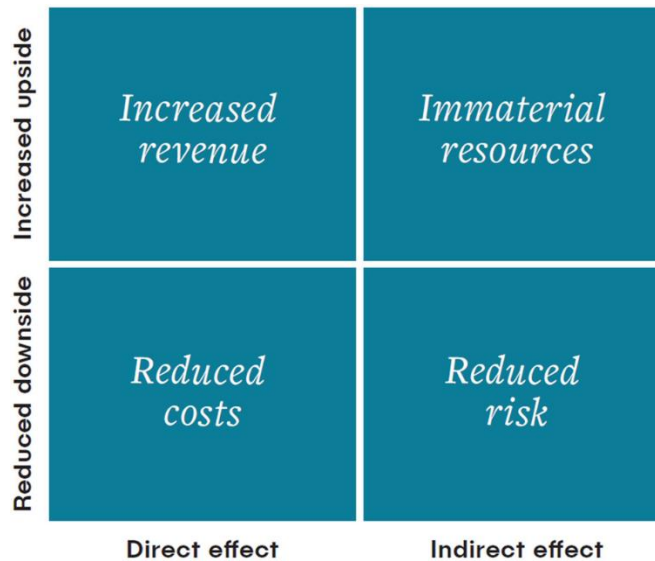 Increased upside
Increased
revenue
Immaterial
resources
Reduced downside
Reduced
costs
Reduced
risk
Direct effect
Indirect effect